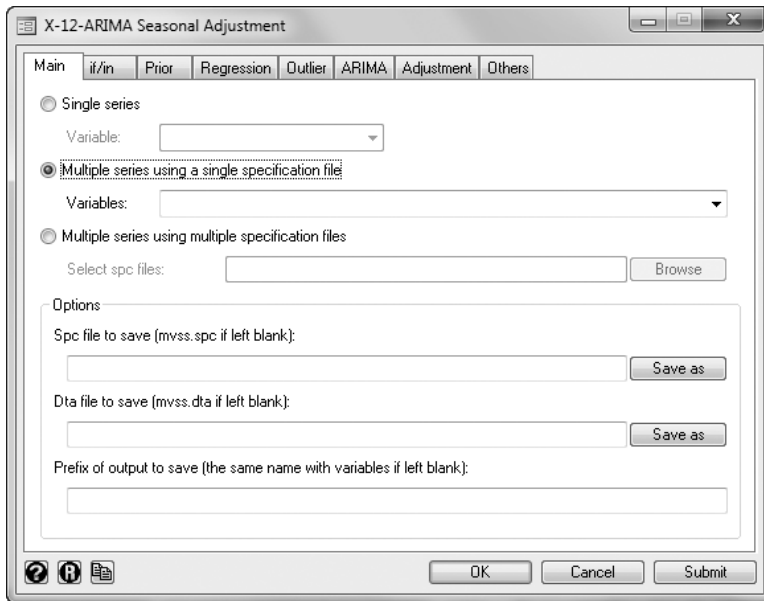 X-12-ARIMA Seasonal Adjustment
Main if/in Prior Regression Outlier ARIMA Adjustment Others
Single series
Variable:
Multiple series using a single specification file
Variables:
Multiple series using multiple specification files
Select spc files: Browse
Options
Spc file to save (mvss.spc if left blank):
Save as
Dta file to save (mvss.dta if left blank):
Save as
Prefix of output to save (the same name with variables if left blank):
? R OK Cancel Submit